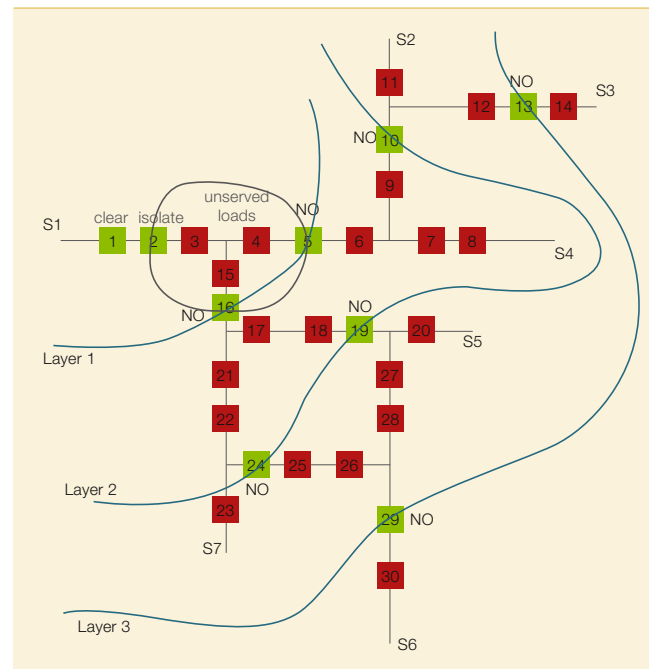 S2
11
NO
12 13 14 S3
NO 10
9
unserved
loads
NO
S1 clear isolate
1 2 3 4 5 6 7 8
S4
15
NO 16
NO
17 18 19 20
S5
Layer 1
21 27
22 28
Layer 2
24 25 26
NO
23
S7
29 NO
30
Layer 3
S6